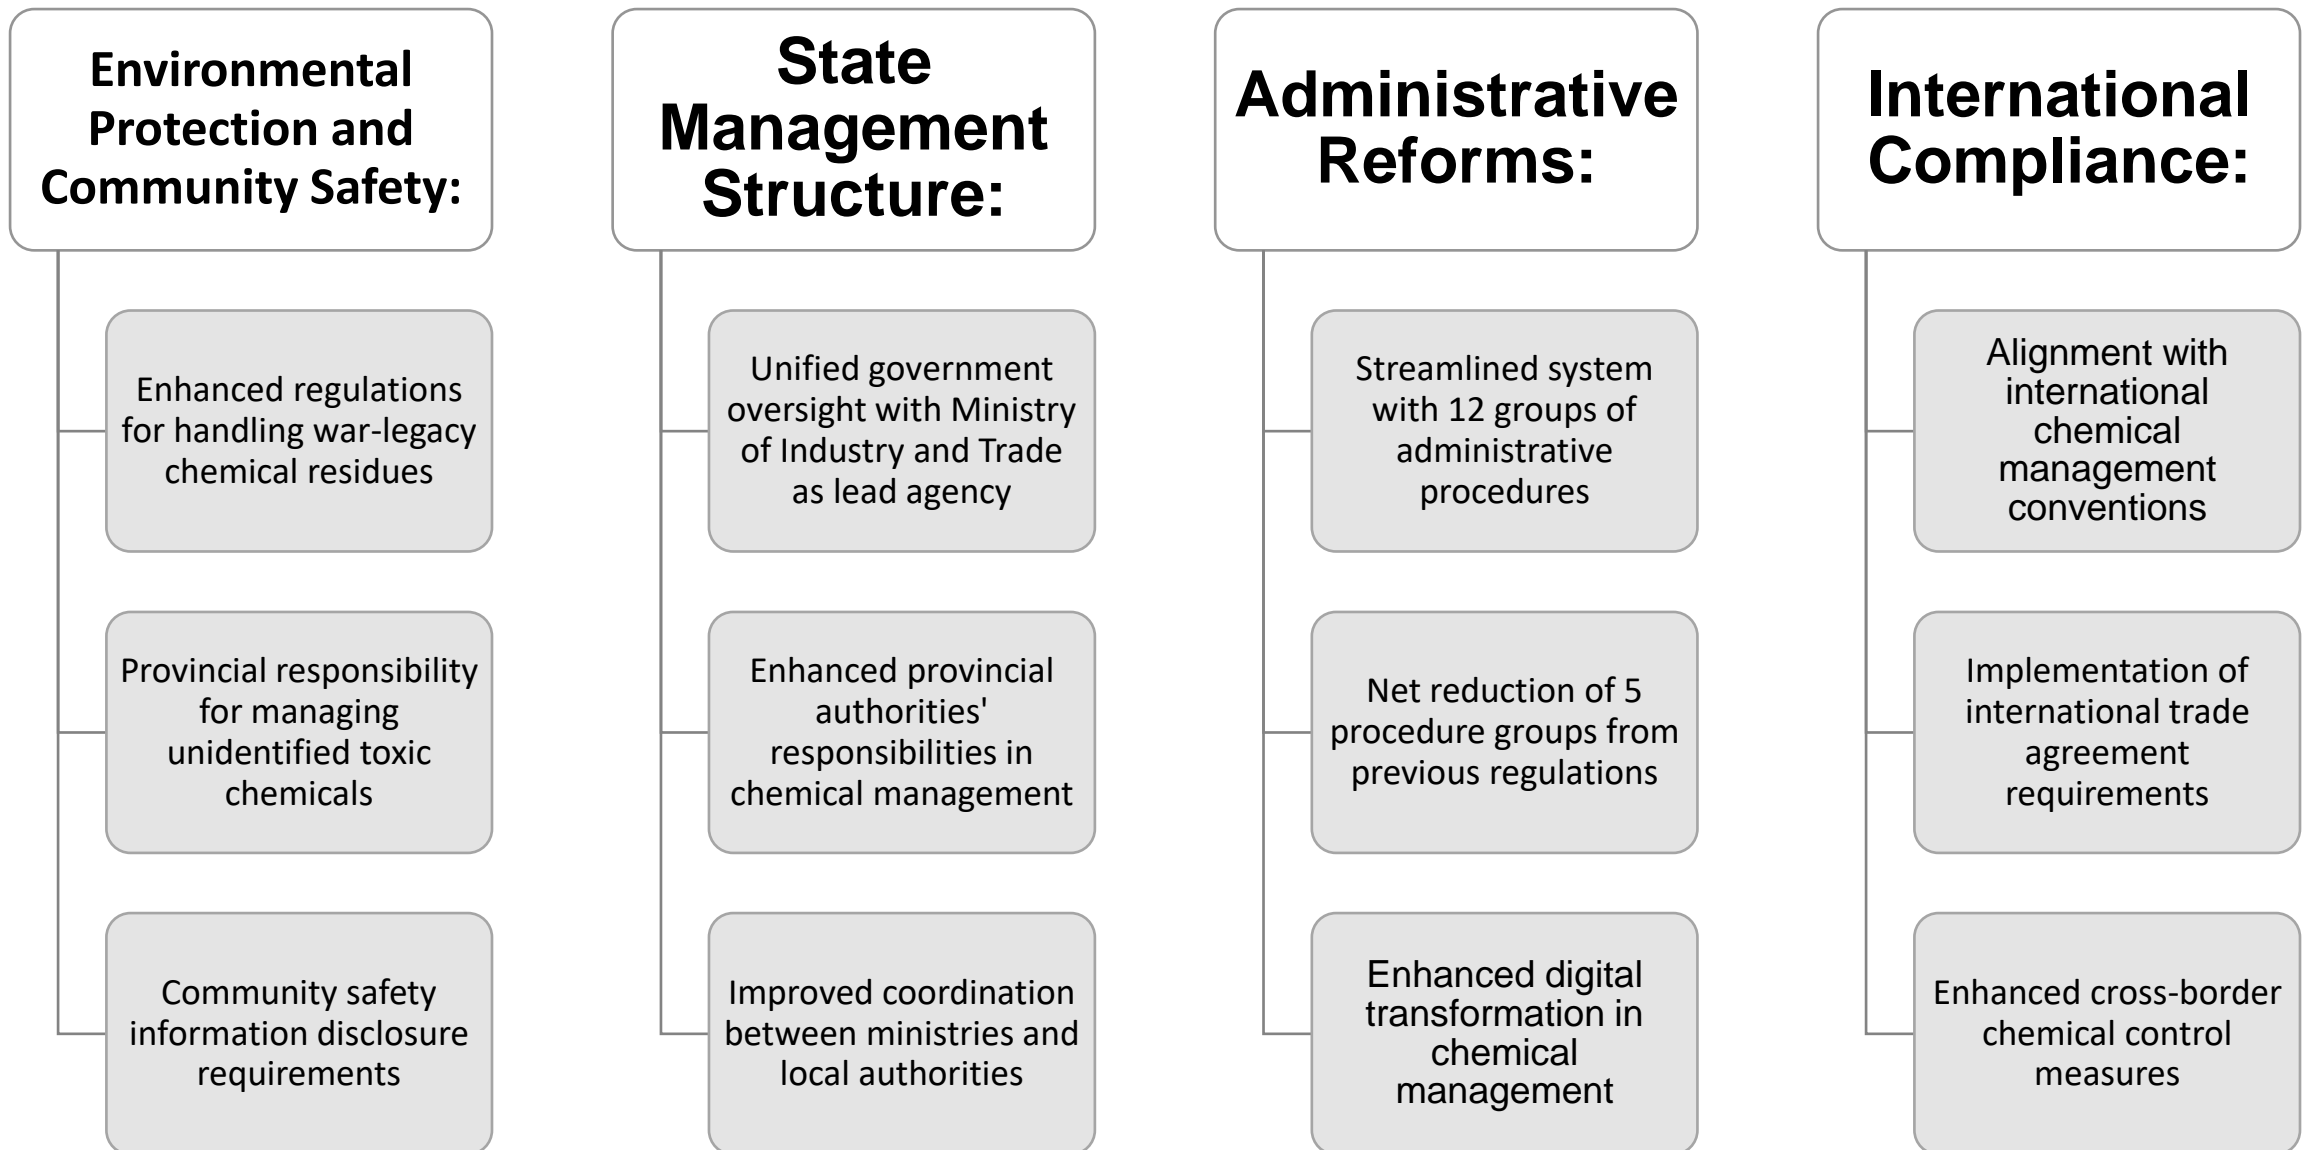 Environmental
Protection and
Community Safety:
Enhanced regulations
for handling war-legacy
chemical residues
Provincial responsibility
for managing
unidentified toxic
chemicals
Community safety
information disclosure
requirements
State
Management
Structure:
Unified government
oversight with Ministry
of Industry and Trade
as lead agency
Enhanced provincial
authorities'
responsibilities in
chemical management
Improved coordination
between ministries and
local authorities
Administrative
Reforms:
Streamlined system
with 12 groups of
administrative
procedures
Net reduction of 5
procedure groups from
previous regulations
Enhanced digital
transformation in
chemical
management
International
Compliance:
Alignment with
international
chemical
management
conventions
Implementation of
international trade
agreement
requirements
Enhanced cross-border
chemical control
measures